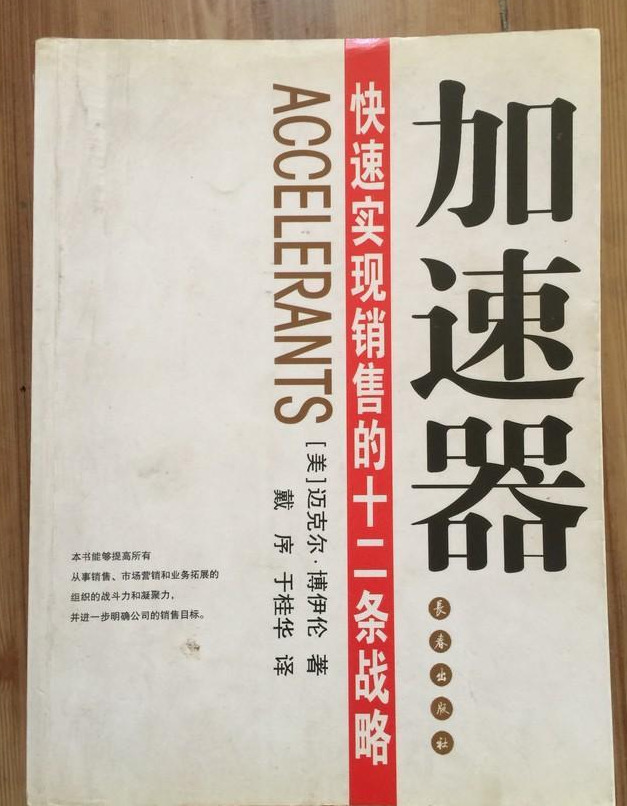 加速器
快速实现销售的十二条战略
ACCELERANTS
[美]迈克尔·博伊伦 著
戴 序 于桂华 译
長春出版社
本书能够提高所有
从事销售、市场营销和业务拓展的
组织的战斗力和凝聚力，
并进一步明确公司的销售目标。